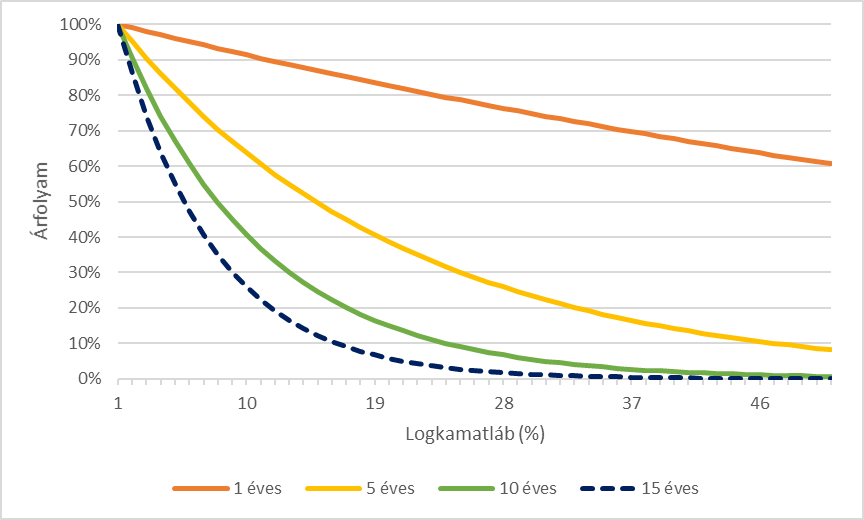 100%
90%
80%
70%
60%
50%
40%
30%
20%
10%
0%
Árfolyam
1 10 19 28 37 46
Logkamatláb (%)
1 éves 5 éves 10 éves 15 éves